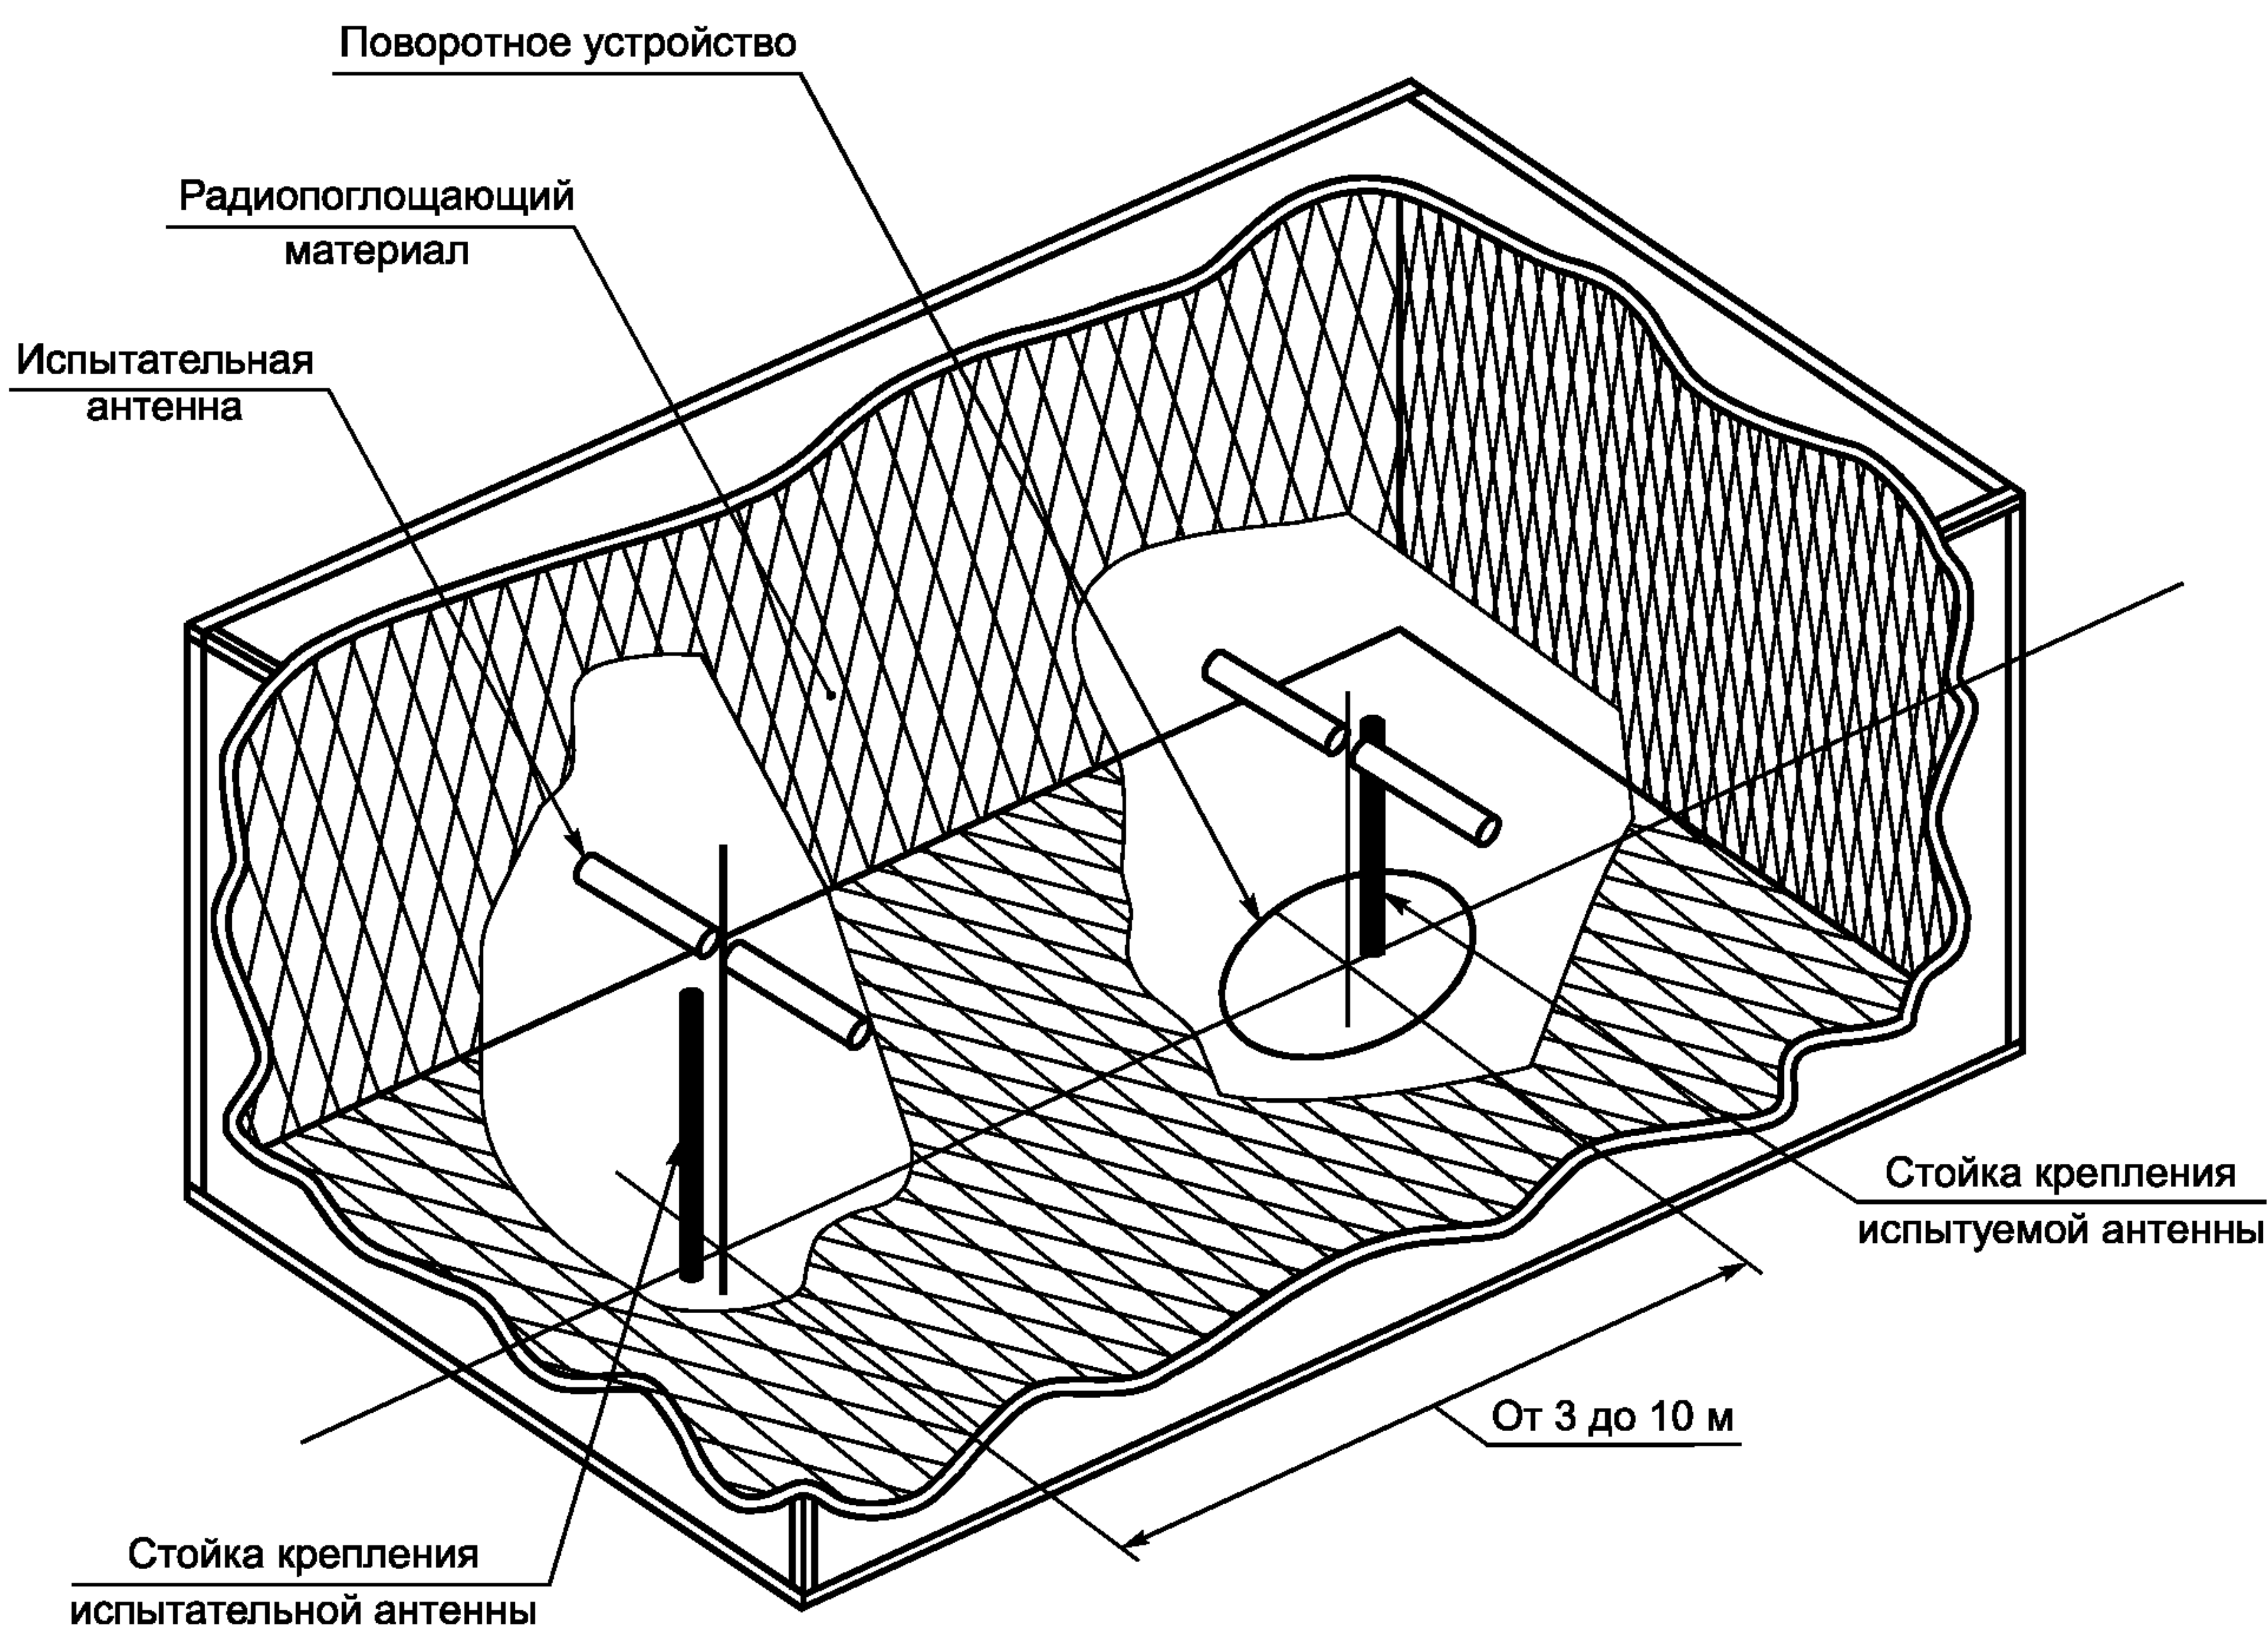 Поворотное устройство
Радиопоглощающий
материал
Испытательная
антенна
Стойка крепления
испытуемой антенны
От 3 до 10 м
Стойка крепления
испытательной антенны